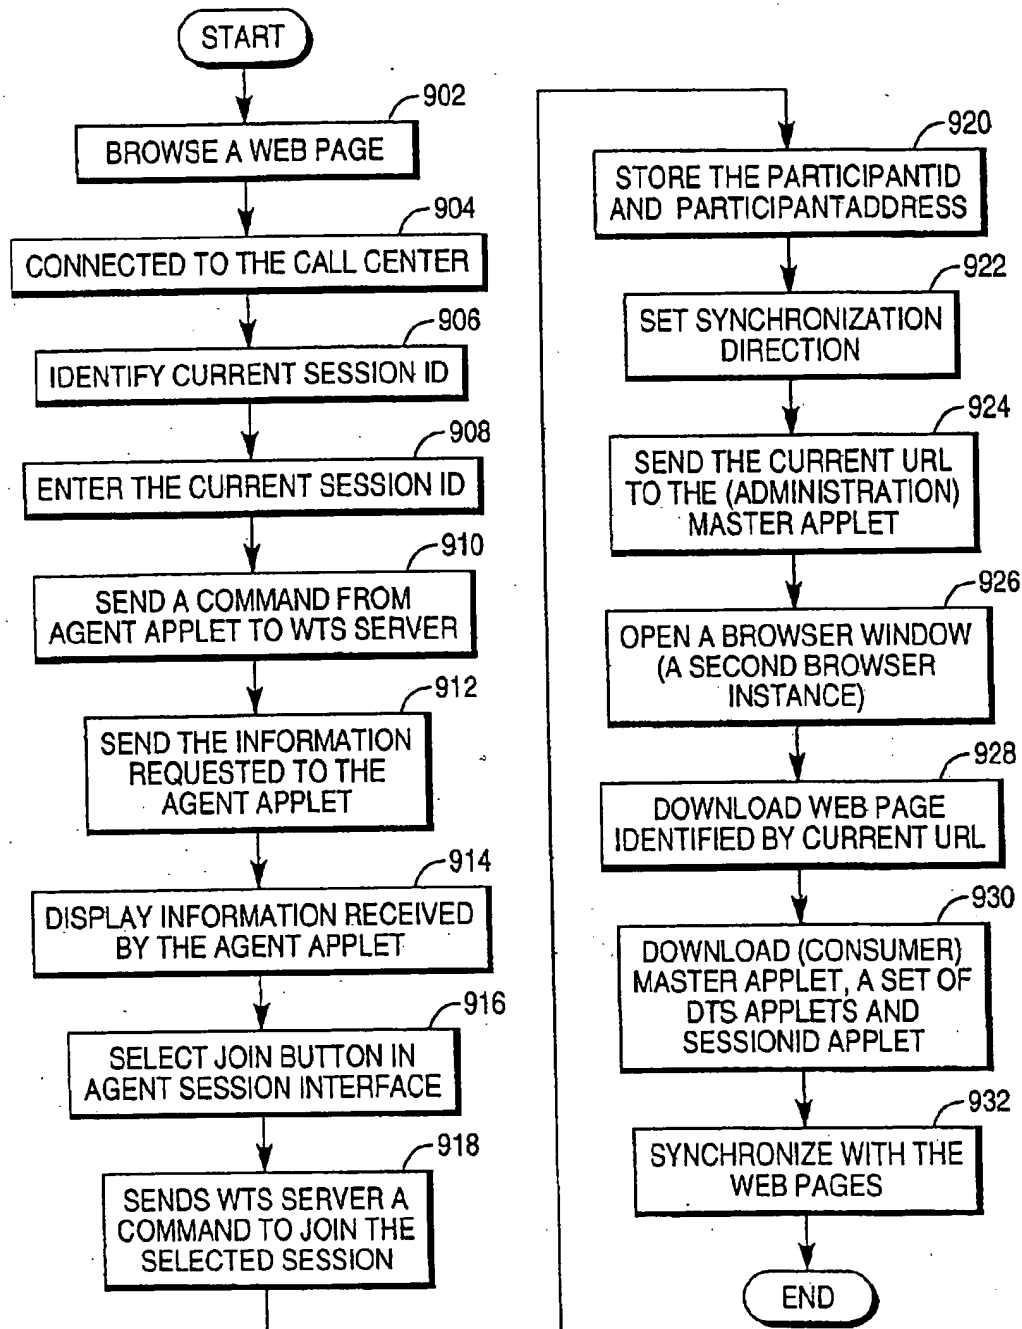 START
902
BROWSE A WEB PAGE
904
CONNECTED TO THE CALL CENTER
906
IDENTIFY CURRENT SESSION ID
908
ENTER THE CURRENT SESSION ID
910
SEND A COMMAND FROM
AGENT APPLET TO WTS SERVER
912
SEND THE INFORMATION
REQUESTED TO THE
AGENT APPLET
914
DISPLAY INFORMATION RECEIVED
BY THE AGENT APPLET
916
SELECT JOIN BUTTON IN
AGENT SESSION INTERFACE
918
SENDS WTS SERVER A
COMMAND TO JOIN THE
SELECTED SESSION
920
STORE THE PARTICIPANTID
AND PARTICIPANTADDRESS
922
SET SYNCHRONIZATION
DIRECTION
924
SEND THE CURRENT URL
TO THE (ADMINISTRATION)
MASTER APPLET
926
OPEN A BROWSER WINDOW
(A SECOND BROWSER
INSTANCE)
928
DOWNLOAD WEB PAGE
IDENTIFIED BY CURRENT URL
930
DOWNLOAD (CONSUMER)
MASTER APPLET, A SET OF
DTS APPLETS AND
SESSIONID APPLET
932
SYNCHRONIZE WITH THE
WEB PAGES
END